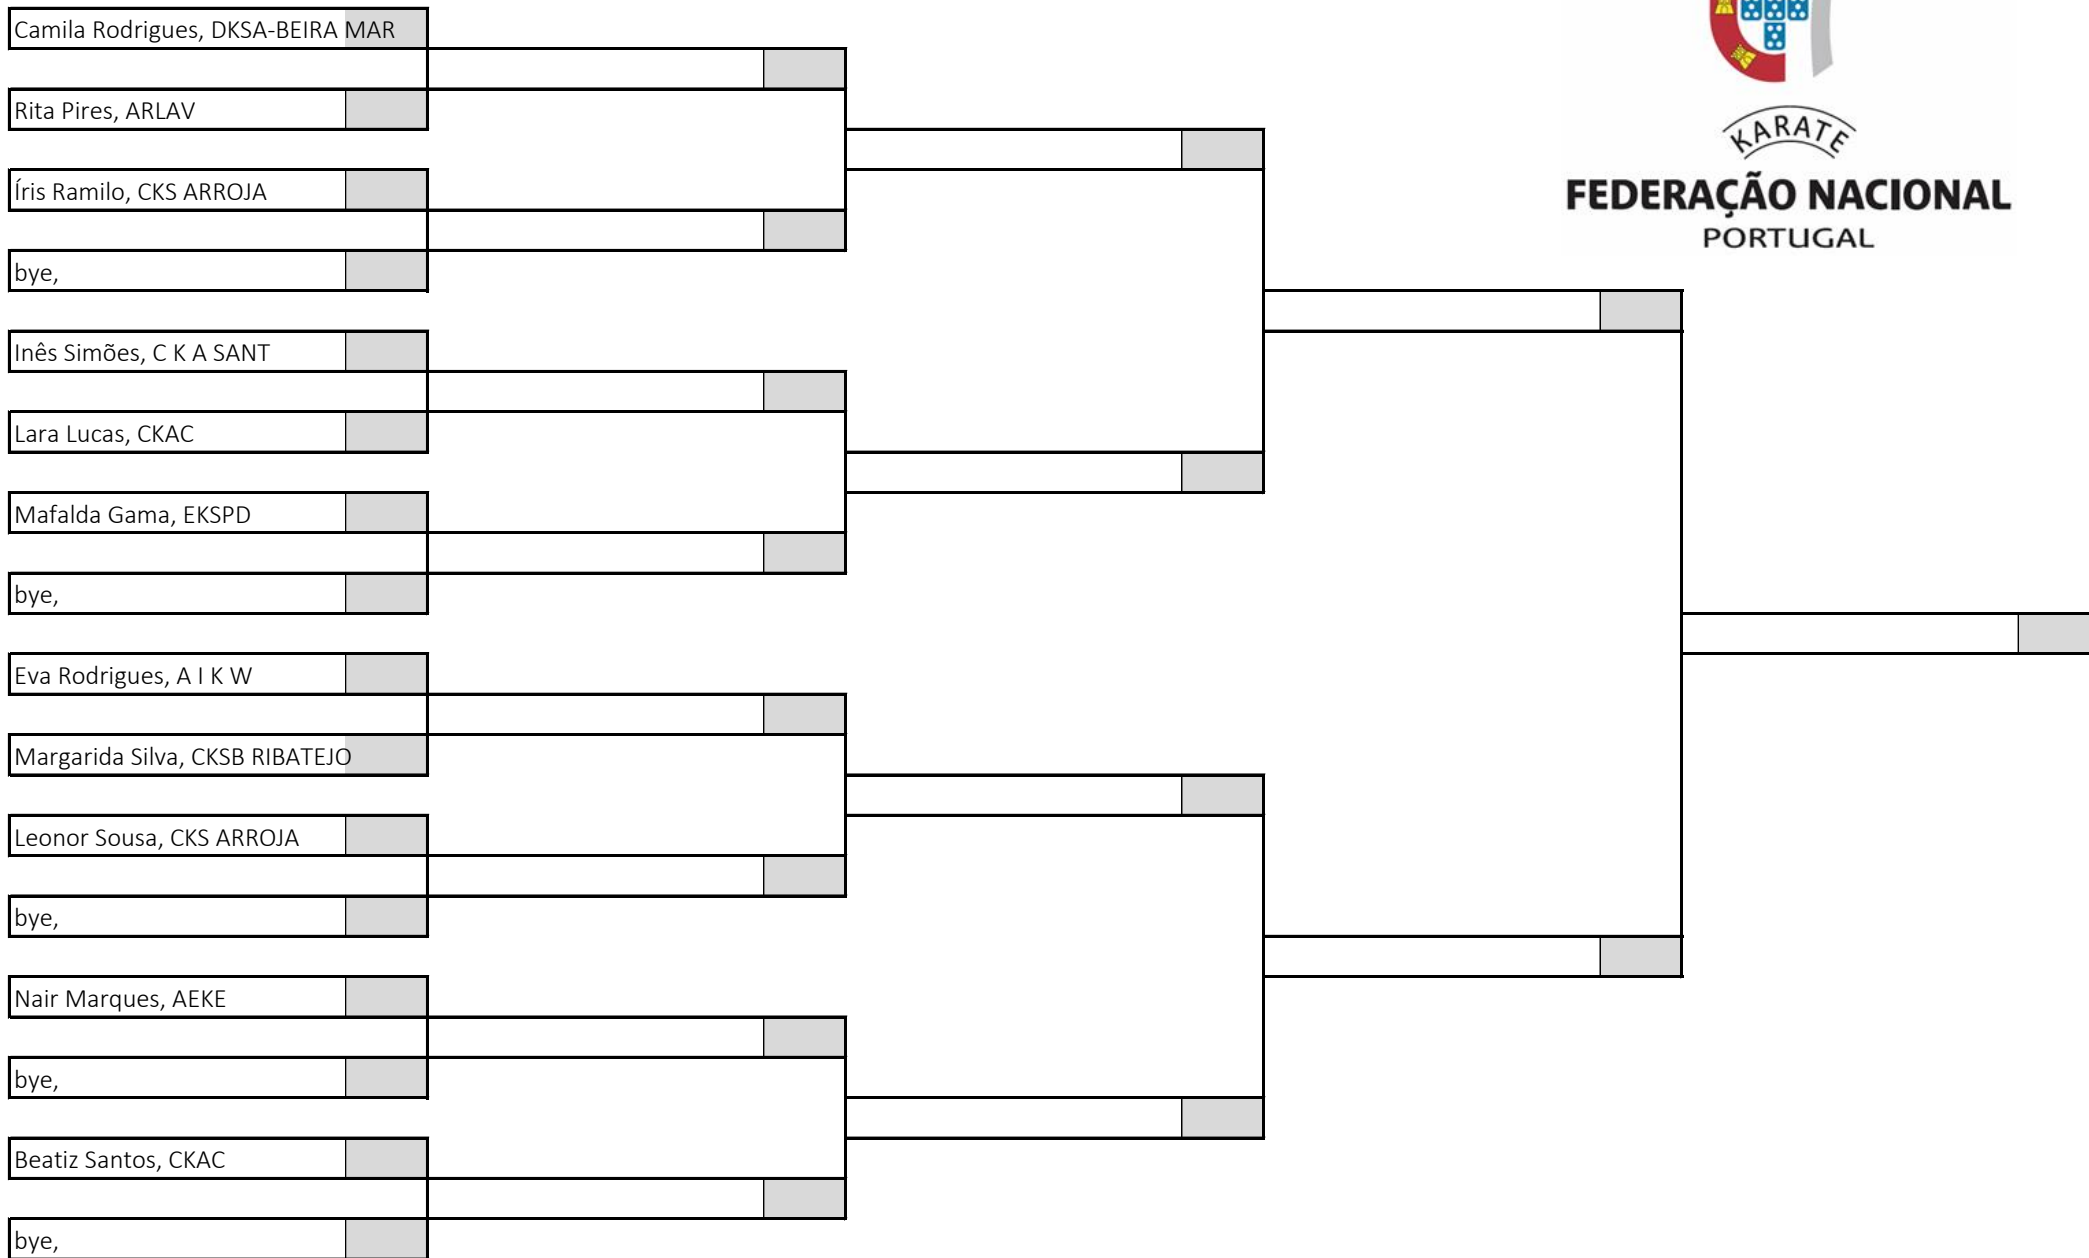 Camila Rodrigues, DKSA-BEIRA MAR
Rita Pires, ARLAV
Íris Ramilo, CKS ARROJA
bye,
Inês Simões, C K A SANT
Lara Lucas, CKAC
Mafalda Gama, EKSPD
bye,
Eva Rodrigues, A I K W
Margarida Silva, CKSB RIBATEJO
Leonor Sousa, CKS ARROJA
bye,
Nair Marques, AEKE
bye,
Beatiz Santos, CKAC
bye,
KARATE
FEDERAÇÃO NACIONAL
PORTUGAL